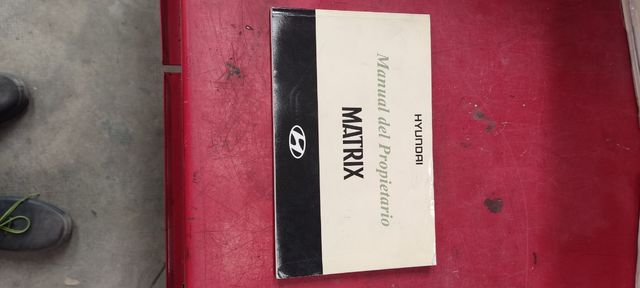 HYUNDAI
Manual del Propietario
MATRIX